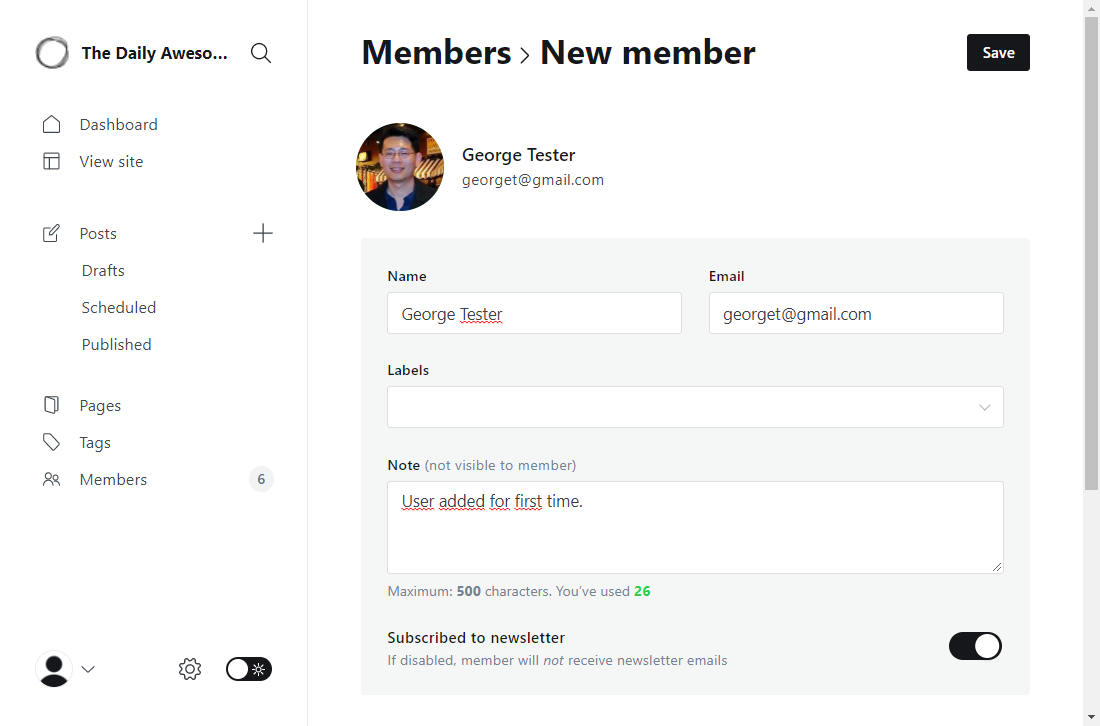 The Daily Aweso...
Dashboard
View site
Posts
Drafts
Scheduled
Published
Pages
Tags
Members 6
Members › New member
Save
George Tester
georget@gmail.com
Name Email
George Tester georget@gmail.com
Labels
Note (not visible to member)
User added for first time.
Maximum: 500 characters. You’ve used 26
Subscribed to newsletter
If disabled, member will not receive newsletter emails